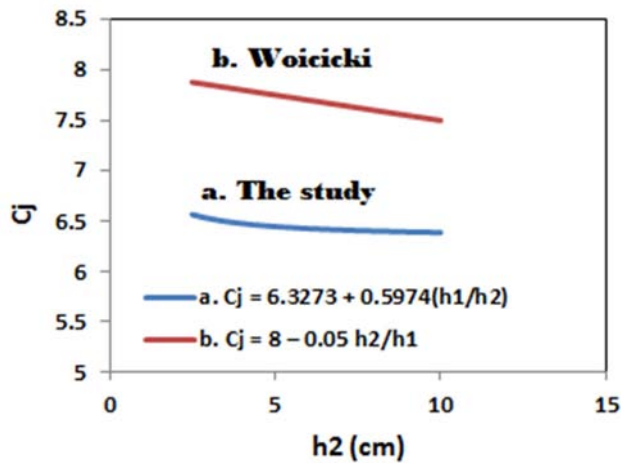 8.5
8
7.5
7
6.5
6
5.5
5
Cj
b. Woicicki
a. The study
a. Cj = 6.3273 + 0.5974(h1/h2)
b. Cj = 8 – 0.05 h2/h1
0 5 10 15
h2 (cm)